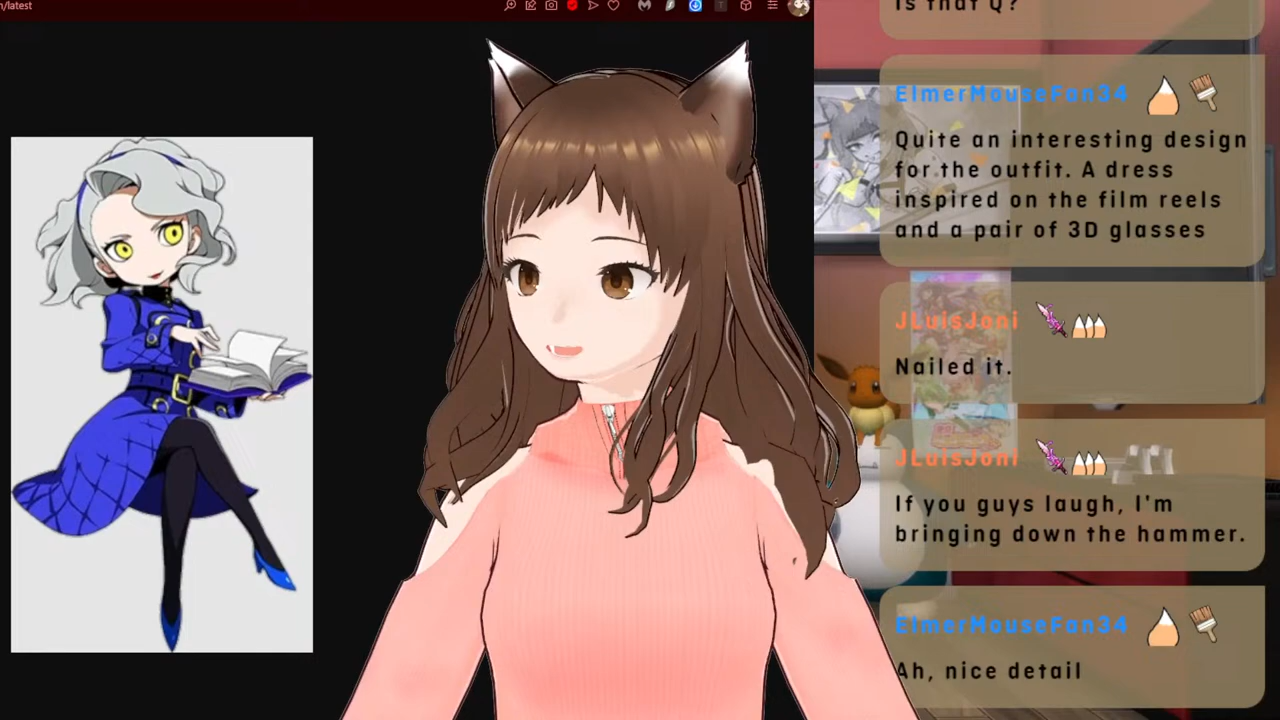 n/latest
is that Q?
ElmerMouseFan34
Quite an interesting design
for the outfit. A dress
inspired on the film reels
and a pair of 3D glasses
JLuisJoni
Nailed it.
JLuisJoni
If you guys laugh, I'm
bringing down the hammer.
ElmerMouseFan34
Ah, nice detail